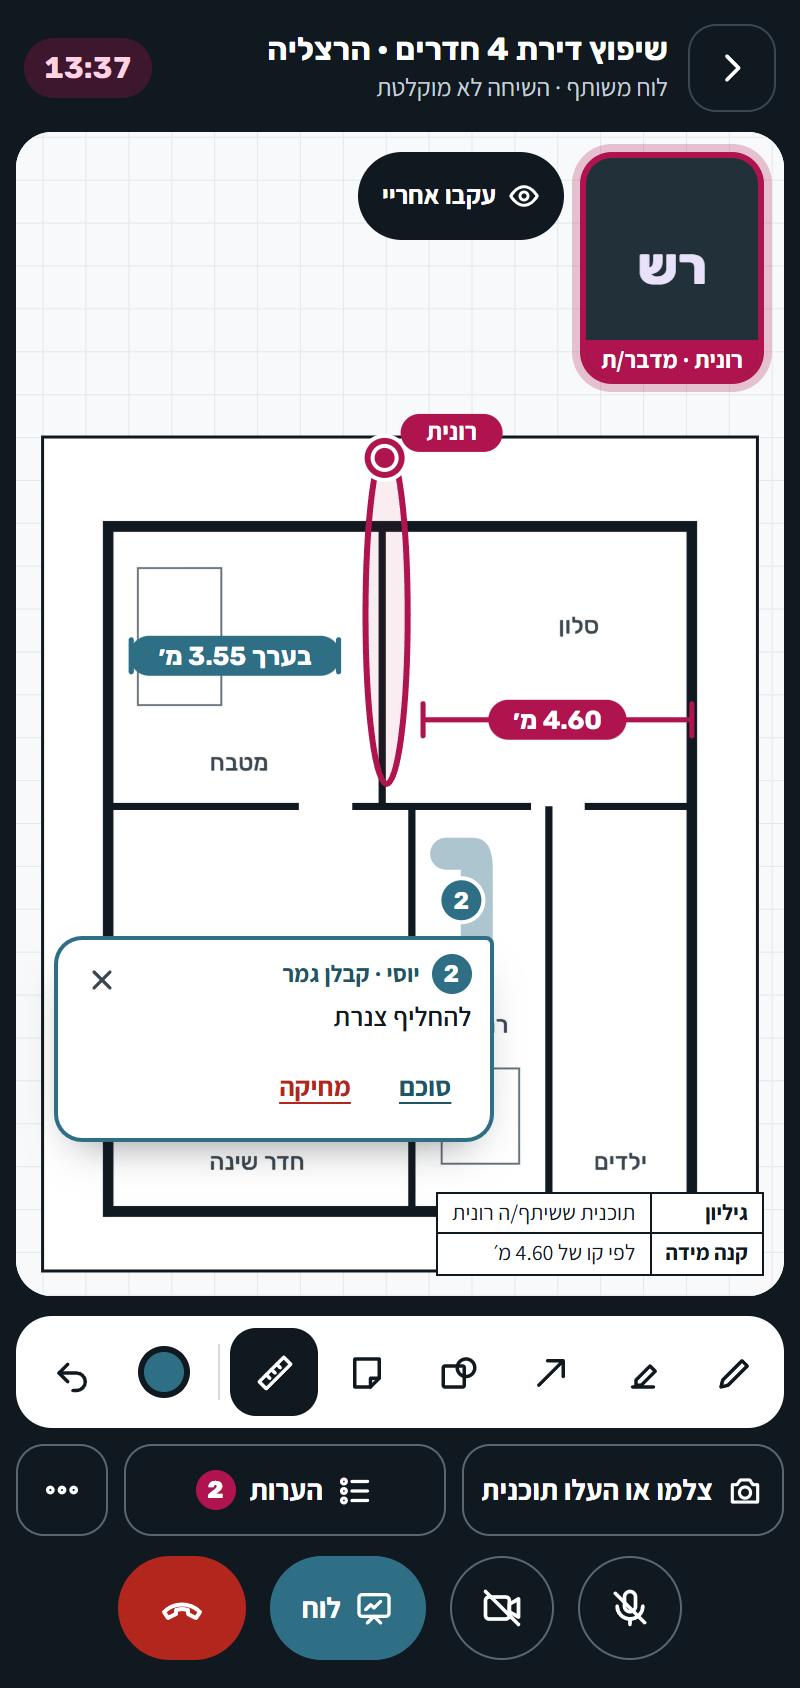 שיפוץ דירת 4 חדרים • הרצליה
לוח משותף · השיחה לא מוקלטת
13:37
רש
רונית · מדבר/ת
עקבו אחריי
רונית
סלון
בערך 3.55 מ׳
4.60 מ׳
מטבח
2
2
יוסי · קבלן גמר
להחליף צנרת
סוכם
מחיקה
ילדים
חדר שינה
גיליון
תוכנית ששיתף/ה רונית
קנה מידה
לפי קו של 4.60 מ׳
צלמו או העלו תוכנית
הערות
2
לוח